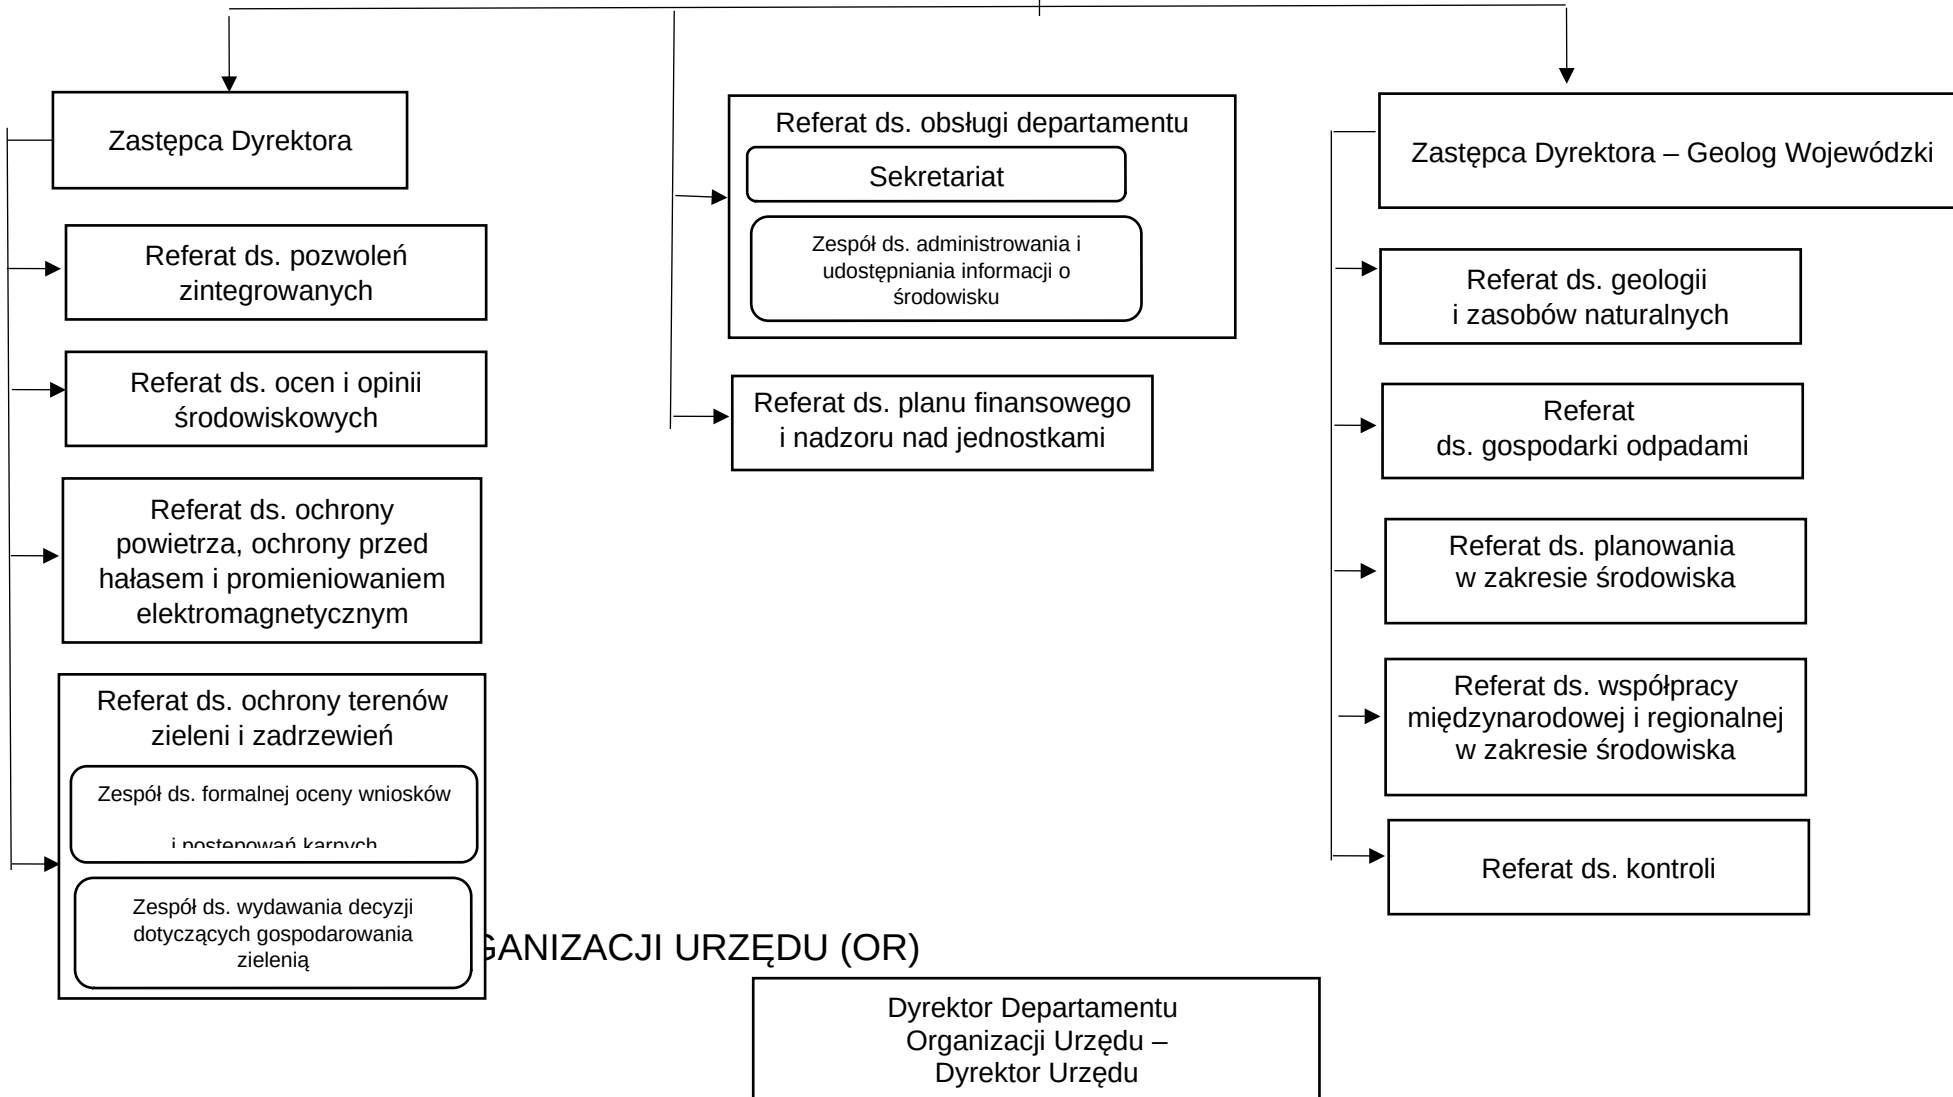 Zastępca Dyrektora
Referat ds. pozwoleń
zintegrowanych
Referat ds. ocen i opinii
środowiskowych
Referat ds. ochrony
powietrza, ochrony przed
hałasem i promieniowaniem
elektromagnetycznym
Referat ds. ochrony terenów
zieleni i zadrzewień
Zespół ds. formalnej oceny wniosków
i postępowań karnych
Zespół ds. wydawania decyzji
dotyczących gospodarowania
zielenią
Referat ds. obsługi departamentu
Sekretariat
Zespół ds. administrowania i
udostępniania informacji o
środowisku
Referat ds. planu finansowego
i nadzoru nad jednostkami
Zastępca Dyrektora – Geolog Wojewódzki
Referat ds. geologii
i zasobów naturalnych
Referat
ds. gospodarki odpadami
Referat ds. planowania
w zakresie środowiska
Referat ds. współpracy
międzynarodowej i regionalnej
w zakresie środowiska
Referat ds. kontroli
GANIZACJI URZĘDU (OR)
Dyrektor Departamentu
Organizacji Urzędu –
Dyrektor Urzędu